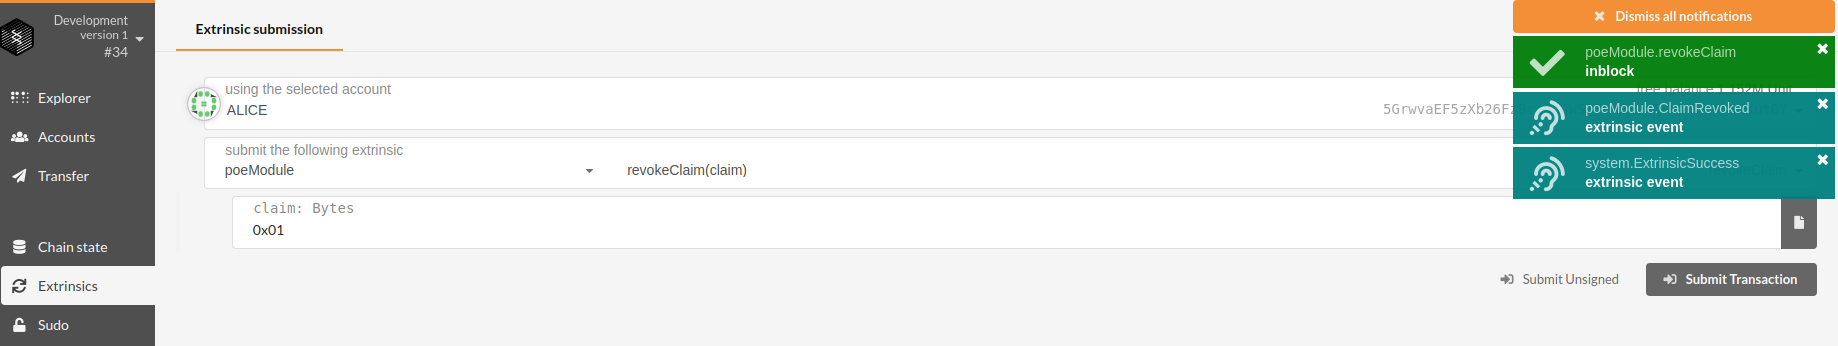 Development
version 1
#34
Explorer
Accounts
Transfer
Chain state
Extrinsics
Sudo
Extrinsic submission
using the selected account
ALICE
5GrwvaEF5zXb26Fz
submit the following extrinsic
poeModule
revokeClaim(claim)
claim: Bytes
0x01
Submit Unsigned
Submit Transaction
Dismiss all notifications
poeModule.revokeClaim
inblock
poeModule.ClaimRevoked
extrinsic event
system.ExtrinsicSuccess
extrinsic event